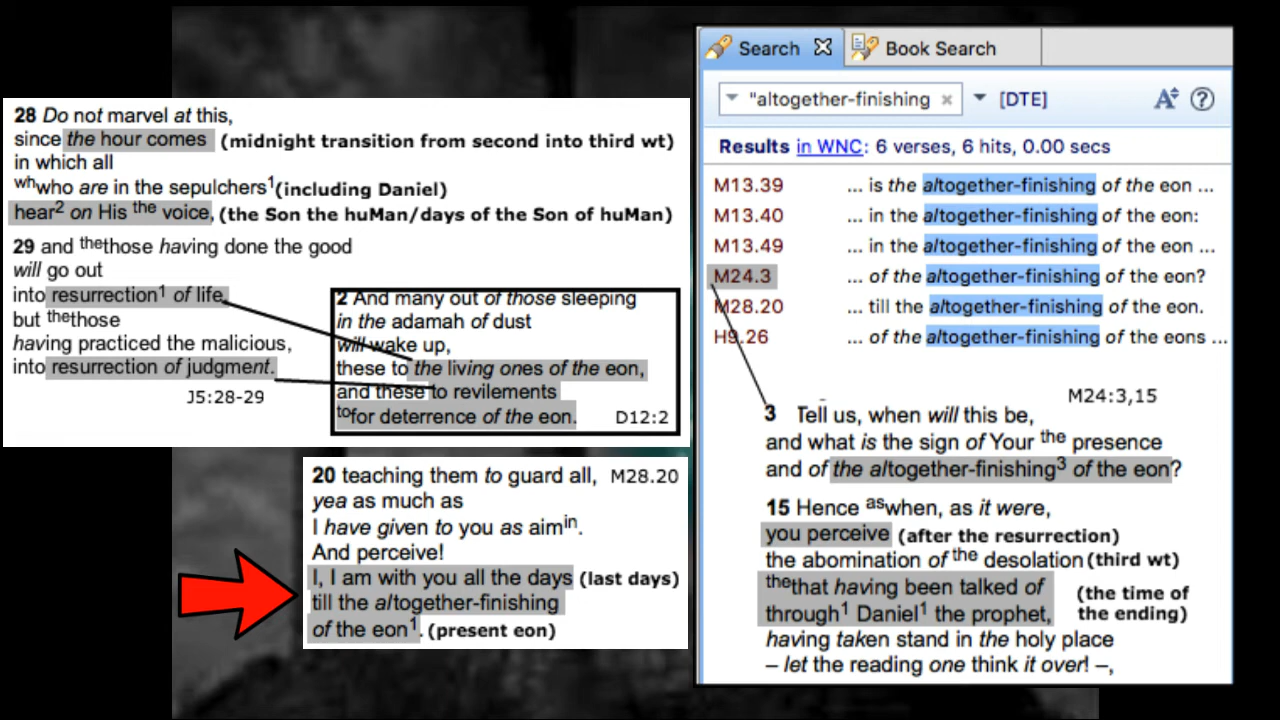 28 Do not marvel at this,
since the hour comes (midnight transition from second into third wt)
in which all
whwho are in the sepulchers1(including Daniel)
hear2 on His the voice, (the Son the huMan/days of the Son of huMan)
29 and thethose having done the good
will go out
into resurrection1 of life
but thethose
having practiced the malicious,
into resurrection of judgment.
J5:28-29
2 And many out of those sleeping
in the adamah of dust
will wake up,
these to the living ones of the eon,
and these to revilements
tofor deterrence of the eon. D12:2
20 teaching them to guard all, M28.20
yea as much as
I have given to you as aimin.
And perceive!
I, I am with you all the days (last days)
till the altogether-finishing
of the eon1. (present eon)
Search Book Search
"altogether-finishing [DTE]
Results in WNC: 6 verses, 6 hits, 0.00 secs
M13.39 ... is the altogether-finishing of the eon ...
M13.40 ... in the altogether-finishing of the eon:
M13.49 ... in the altogether-finishing of the eon ...
M24.3 ... of the altogether-finishing of the eon?
M28.20 ... till the altogether-finishing of the eon.
H9.26 ... of the altogether-finishing of the eons ...
M24:3,15
3 Tell us, when will this be,
and what is the sign of Your the presence
and of the altogether-finishing3 of the eon?
15 Hence aswhen, as it were,
you perceive (after the resurrection)
the abomination of the desolation (third wt)
thethat having been talked of (the time of
through1 Daniel1 the prophet, the ending)
having taken stand in the holy place
– let the reading one think it over! –,